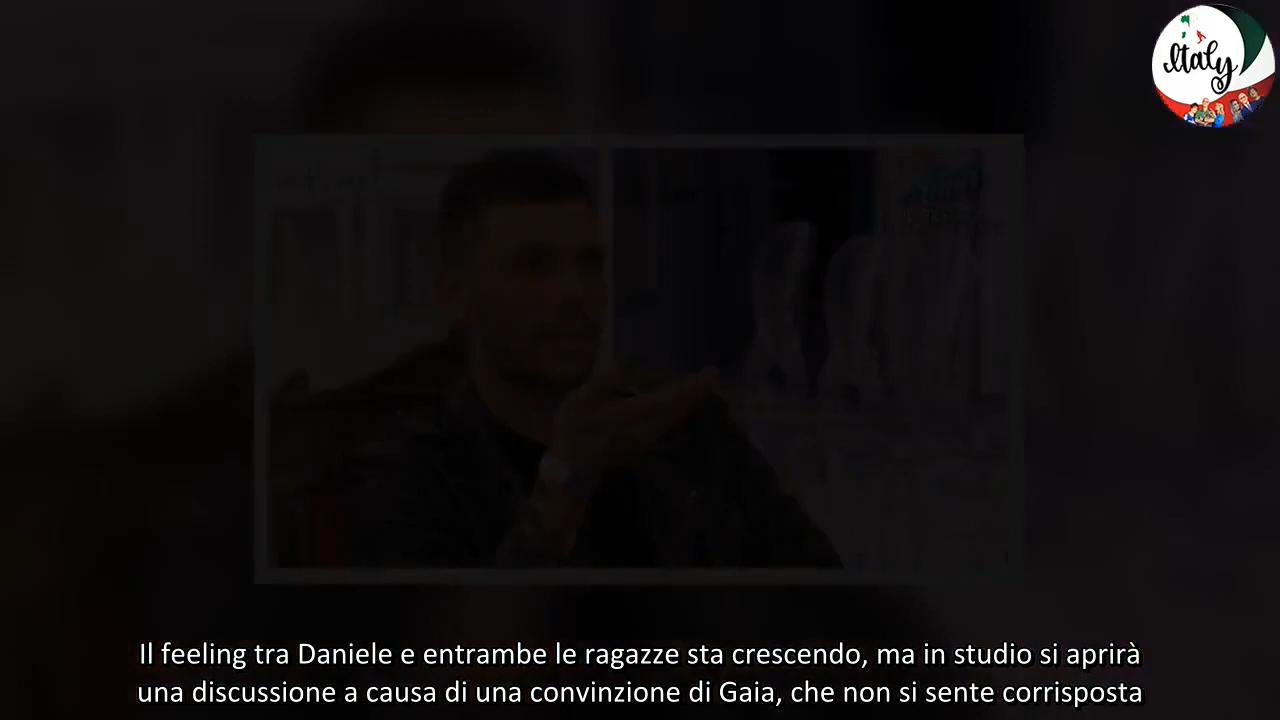 Italy
Il feeling tra Daniele e entrambe le ragazze sta crescendo, ma in studio si aprirà
una discussione a causa di una convinzione di Gaia, che non si sente corrisposta